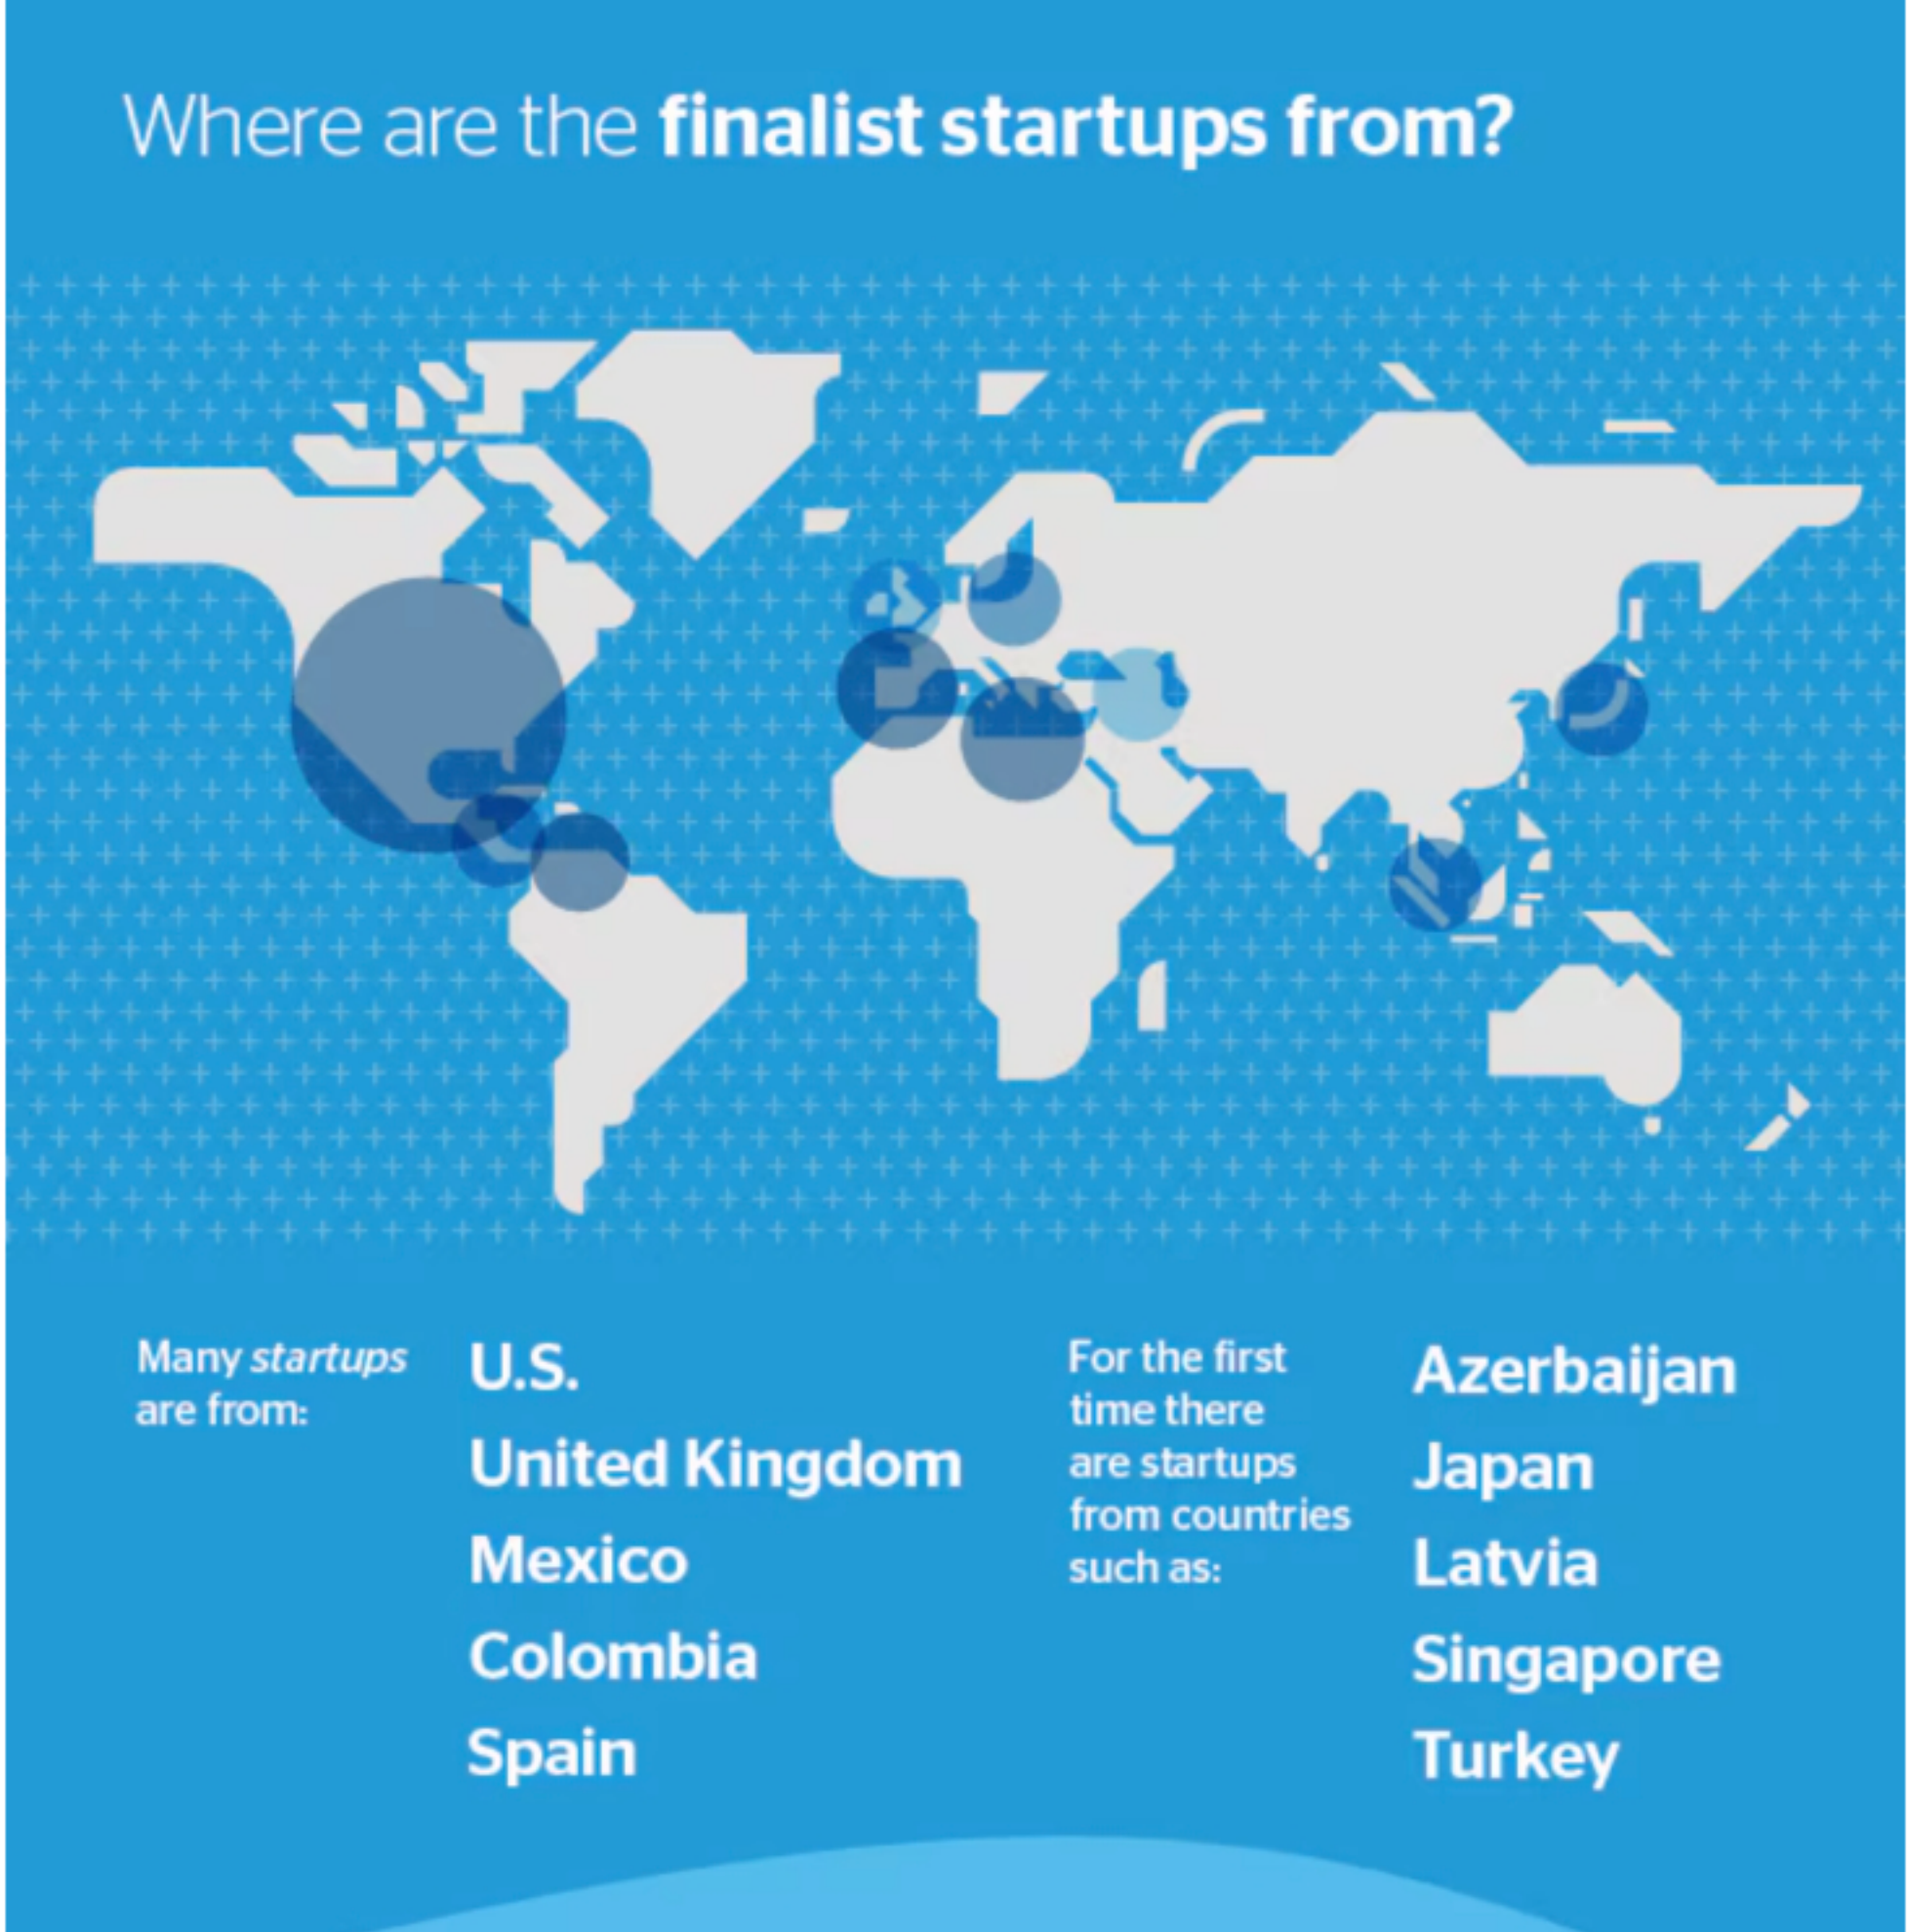 Where are the finalist startups from?
Many startups
are from:
U.S.
United Kingdom
Mexico
Colombia
Spain
For the first
time there
are startups
from countries
such as:
Azerbaijan
Japan
Latvia
Singapore
Turkey